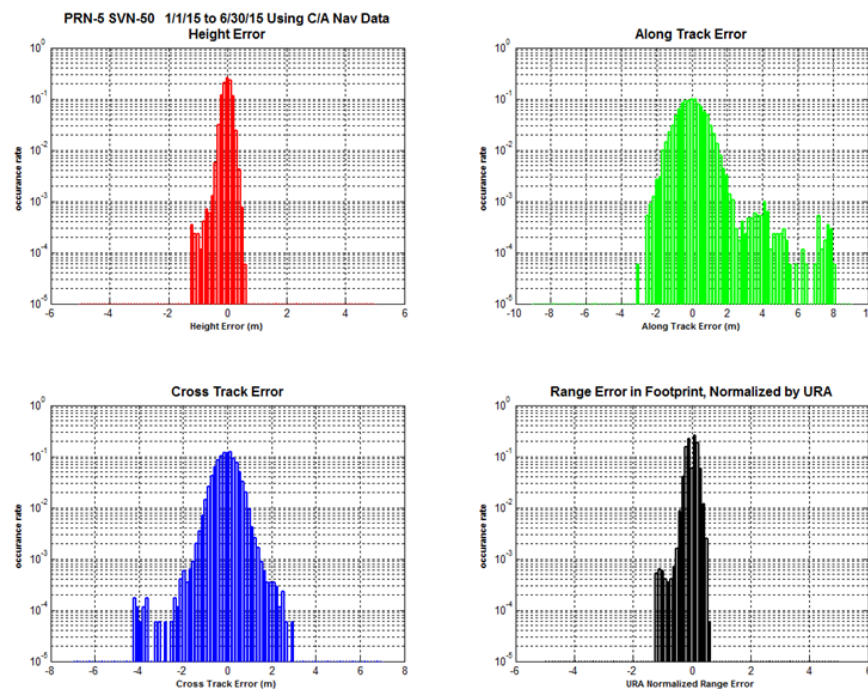 PRN-5 SVN-50 1/1/15 to 6/30/15 Using C/A Nav Data
Height Error
10^0
10^-1
10^-2
10^-3
10^-4
10^-5
occurance rate
-6 -4 -2 0 2 4 6
Height Error (m)
Along Track Error
10^0
10^-1
10^-2
10^-3
10^-4
10^-5
occurance rate
-10 -8 -6 -4 -2 0 2 4 6 8
Along Track Error (m)
Cross Track Error
10^0
10^-1
10^-2
10^-3
10^-4
10^-5
occurance rate
-8 -6 -4 -2 0 2 4 6 8
Cross Track Error (m)
Range Error in Footprint, Normalized by URA
10^0
10^-1
10^-2
10^-3
10^-4
10^-5
occurance rate
-6 -4 -2 0 2 4
URA Normalized Range Error